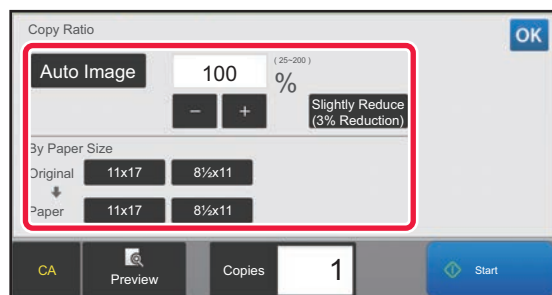 Copy Ratio
OK
Auto Image
100
(25~200)
%
−
+
Slightly Reduce
(3% Reduction)
By Paper Size
Original
11x17
8½x11
Paper
11x17
8½x11
CA
Preview
Copies
1
Start